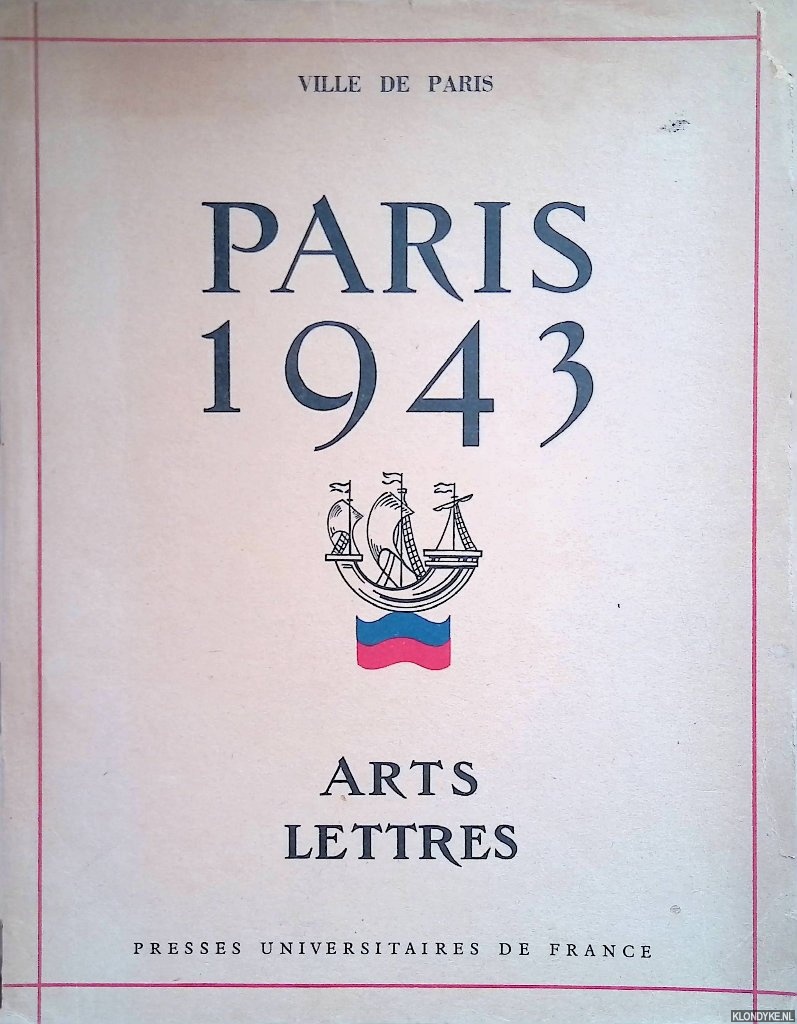 VILLE DE PARIS
PARIS
1943
ARTS
LETTRES
PRESSES UNIVERSITAIRES DE FRANCE
KLONDYKE.NL